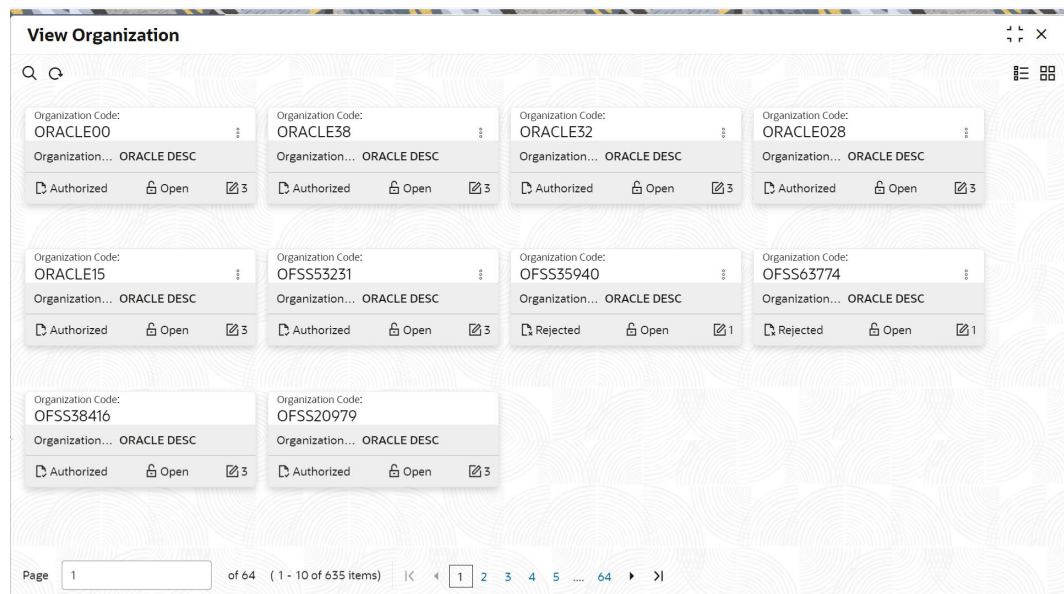 View Organization
Organization Code: Organization Code: Organization Code: Organization Code:
ORACLE00 ORACLE38 ORACLE32 ORACLE028
Organization... ORACLE DESC Organization... ORACLE DESC Organization... ORACLE DESC Organization... ORACLE DESC
Authorized Open 3 Authorized Open 3 Authorized Open 3 Authorized Open 3
Organization Code: Organization Code: Organization Code: Organization Code:
ORACLE15 OFSS53231 OFSS35940 OFSS63774
Organization... ORACLE DESC Organization... ORACLE DESC Organization... ORACLE DESC Organization... ORACLE DESC
Authorized Open 3 Authorized Open 3 Rejected Open 1 Rejected Open 1
Organization Code: Organization Code:
OFSS38416 OFSS20979
Organization... ORACLE DESC Organization... ORACLE DESC
Authorized Open 3 Authorized Open 3
Page 1 of 64 (1 - 10 of 635 items) 1 2 3 4 5 .... 64